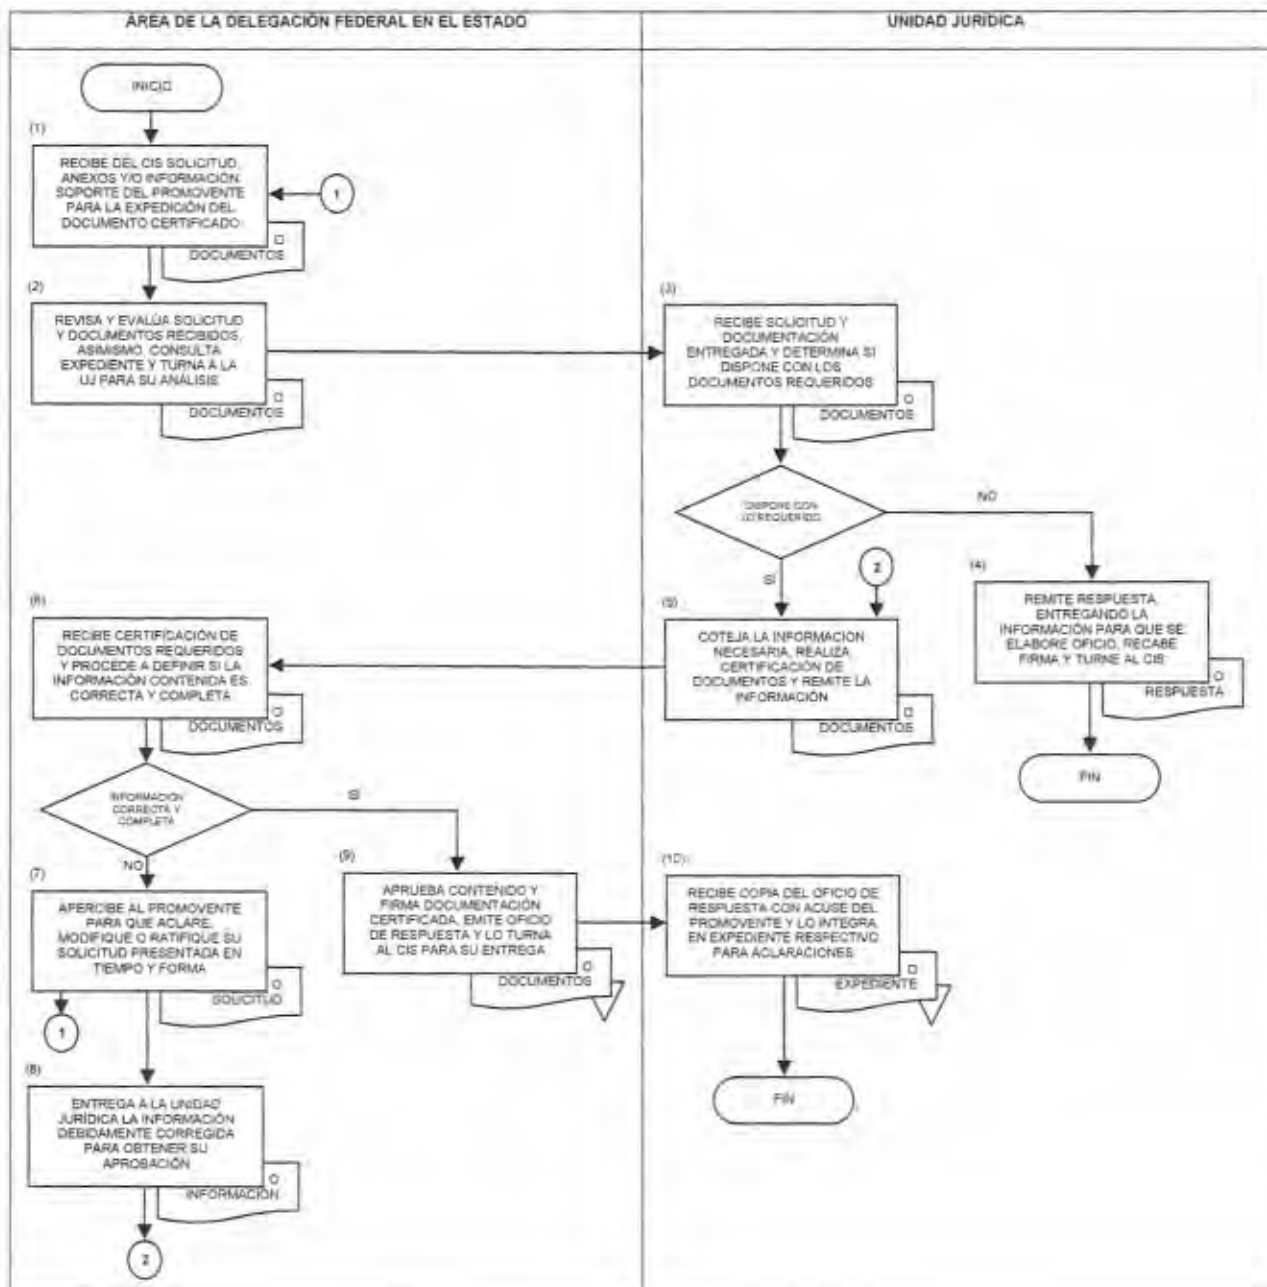 ÁREA DE LA DELEGACIÓN FEDERAL EN EL ESTADO
UNIDAD JURÍDICA
INICIO
(1)
RECIBE DEL CIS SOLICITUD,
ANEXOS Y/O INFORMACIÓN
SOPORTE DEL PROMOVENTE
PARA LA EXPEDICIÓN DEL
DOCUMENTO CERTIFICADO
1
DOCUMENTOS
(2)
REVISA Y EVALÚA SOLICITUD
Y DOCUMENTOS RECIBIDOS,
ASIMISMO, CONSULTA
EXPEDIENTE Y TURNA A LA
UJ PARA SU ANÁLISIS
DOCUMENTOS
(3)
RECIBE SOLICITUD Y
DOCUMENTACIÓN
ENTREGADA Y DETERMINA SI
DISPONE CON LOS
DOCUMENTOS REQUERIDOS
DOCUMENTOS
DISPONE CON
LO REQUERIDO
NO
SI
2
(4)
REMITE RESPUESTA,
ENTREGANDO LA
INFORMACIÓN PARA QUE SE
ELABORE OFICIO, RECABE
FIRMA Y TURNE AL CIS
O
RESPUESTA
FIN
(5)
COTEJA LA INFORMACION
NECESARIA, REALIZA
CERTIFICACIÓN DE
DOCUMENTOS Y REMITE LA
INFORMACIÓN
DOCUMENTOS
(6)
RECIBE CERTIFICACIÓN DE
DOCUMENTOS REQUERIDOS
Y PROCEDE A DEFINIR SI LA
INFORMACIÓN CONTENIDA ES
CORRECTA Y COMPLETA
DOCUMENTOS
INFORMACIÓN
CORRECTA Y
COMPLETA
SI
NO
(7)
APERCIBE AL PROMOVENTE
PARA QUE ACLARE,
MODIFIQUE O RATIFIQUE SU
SOLICITUD PRESENTADA EN
TIEMPO Y FORMA
O
SOLICITUD
1
(8)
ENTREGA A LA UNIDAD
JURÍDICA LA INFORMACIÓN
DEBIDAMENTE CORREGIDA
PARA OBTENER SU
APROBACIÓN
O
INFORMACIÓN
2
(9)
APRUEBA CONTENIDO Y
FIRMA DOCUMENTACIÓN
CERTIFICADA, EMITE OFICIO
DE RESPUESTA Y LO TURNA
AL CIS PARA SU ENTREGA
O
DOCUMENTOS
(10)
RECIBE COPIA DEL OFICIO DE
RESPUESTA CON ACUSE DEL
PROMOVENTE Y LO INTEGRA
EN EXPEDIENTE RESPECTIVO
PARA ACLARACIONES
EXPEDIENTE
FIN